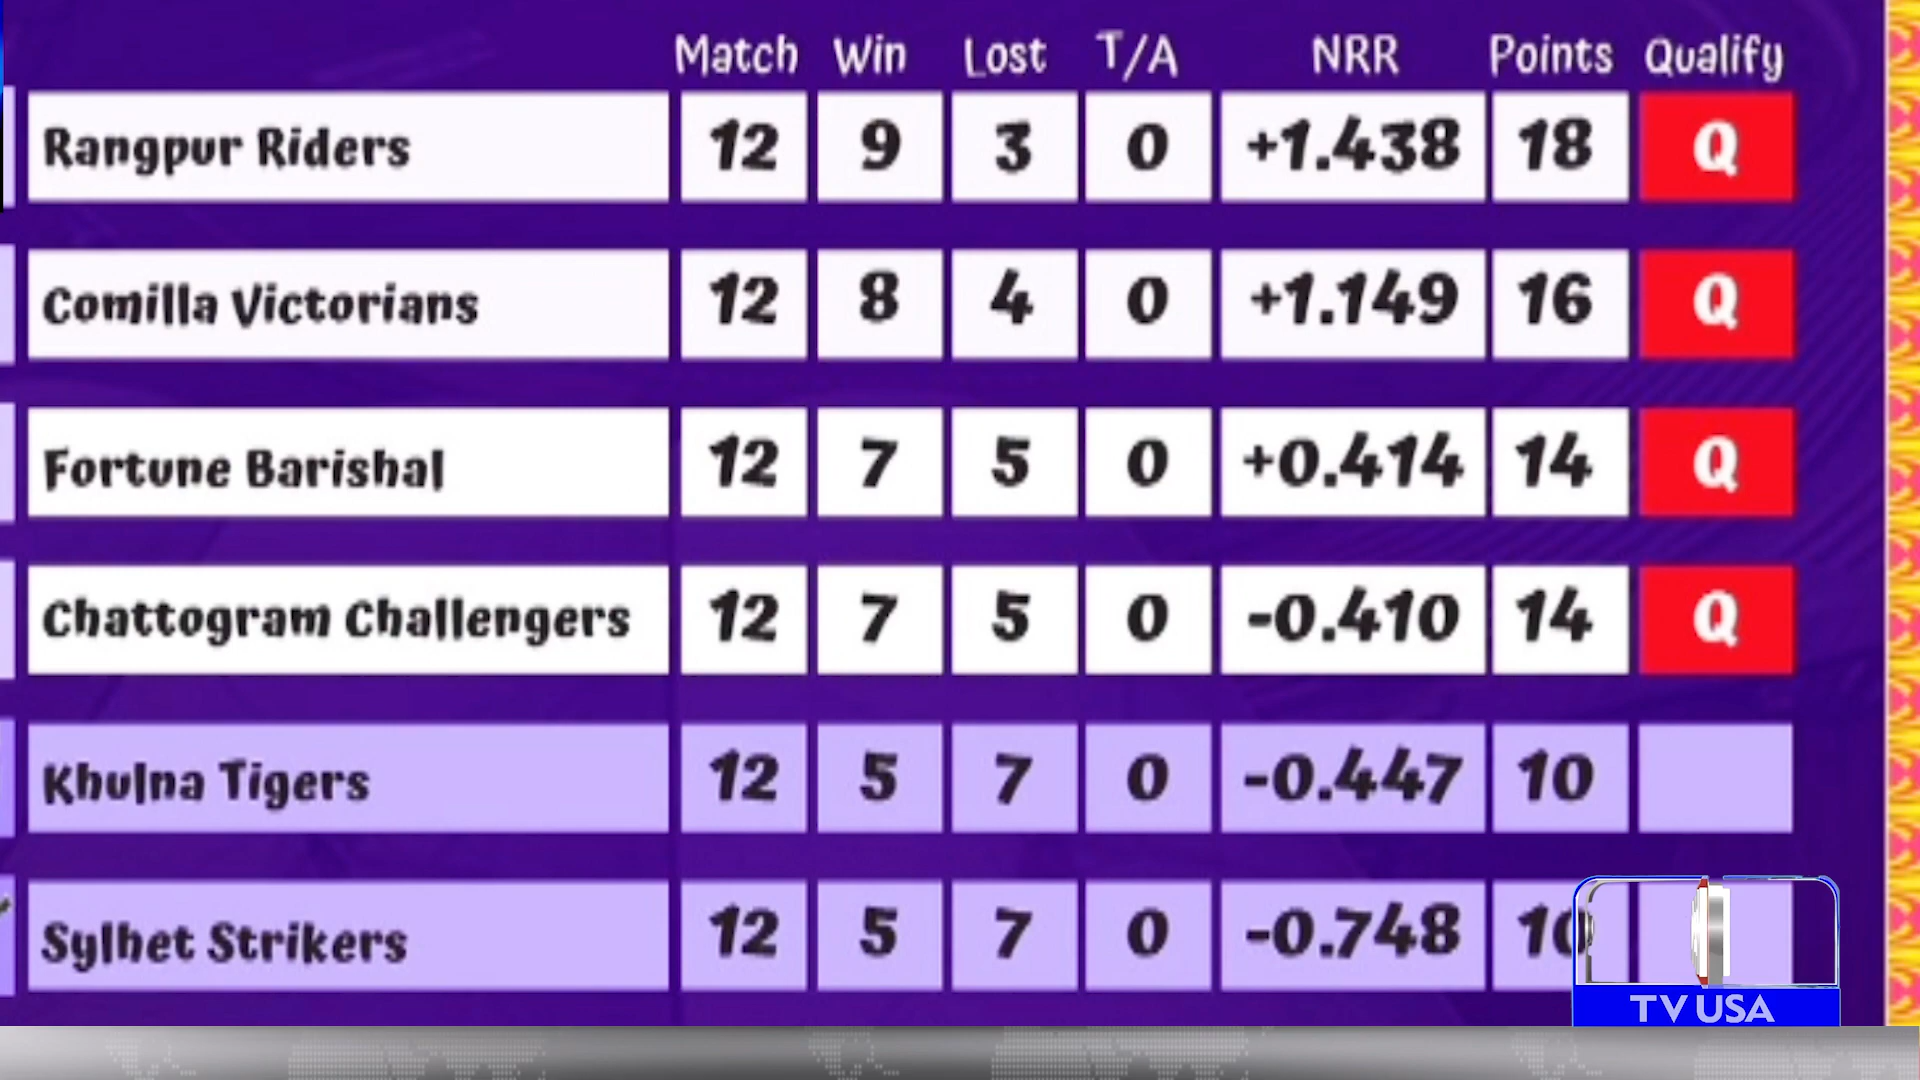 Match Win Lost T/A NRR Points Qualify
Rangpur Riders 12 9 3 0 +1.438 18 Q
Comilla Victorians 12 8 4 0 +1.149 16 Q
Fortune Barishal 12 7 5 0 +0.414 14 Q
Chattogram Challengers 12 7 5 0 -0.410 14 Q
Khulna Tigers 12 5 7 0 -0.447 10
Sylhet Strikers 12 5 7 0 -0.748 10
TV USA